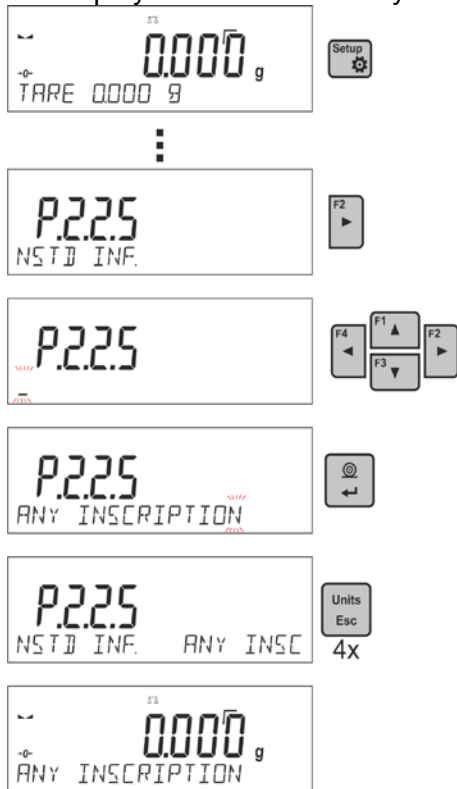 0.000 g
→0←
TARE 0.000 g
Setup
P.2.2.5
NSTD INF.
F2
P.2.2.5
_
F1
F4
F2
F3
P.2.2.5
ANY INSCRIPTION
P.2.2.5
NSTD INF. ANY INSC
Units
Esc
4x
0.000 g
→0←
ANY INSCRIPTION